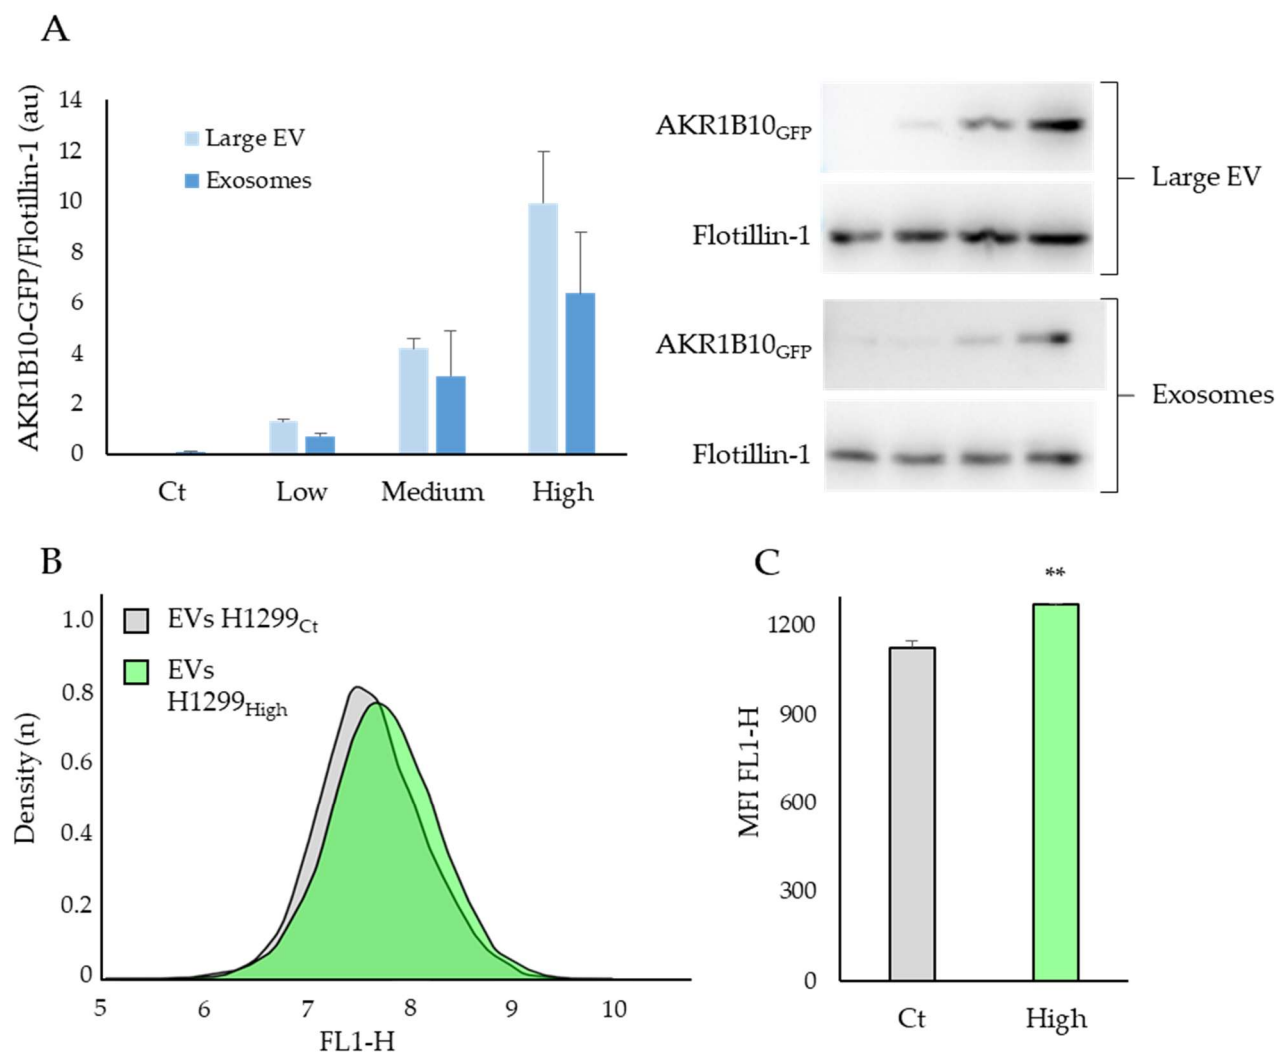 A
AKR1B10-GFP/Flotillin-1 (au)
14
12
10
8
6
4
2
0
Large EV
Exosomes
Ct Low Medium High
AKR1B10GFP
Flotillin-1
Large EV
AKR1B10GFP
Flotillin-1
Exosomes
B
Density (n)
1.0
0.8
0.6
0.4
0.2
0
EVs H1299Ct
EVs
H1299High
5 6 7 8 9 10
FL1-H
C
**
MFI FL1-H
1200
900
600
300
0
Ct High